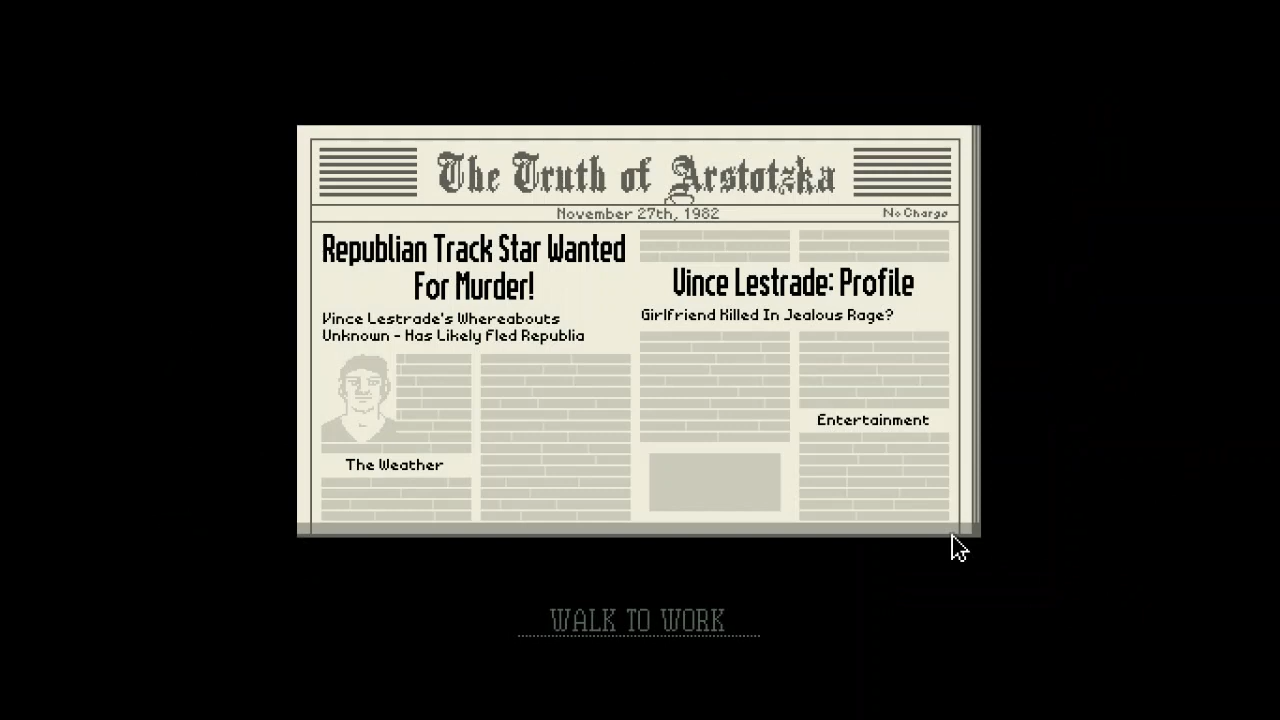 The Truth of Arstotzka
November 27th, 1982
No Charge
Republian Track Star Wanted
For Murder!
Vince Lestrade's Whereabouts
Unknown - Has Likely Fled Republia
The Weather
Vince Lestrade: Profile
Girlfriend Killed In Jealous Rage?
Entertainment
WALK TO WORK